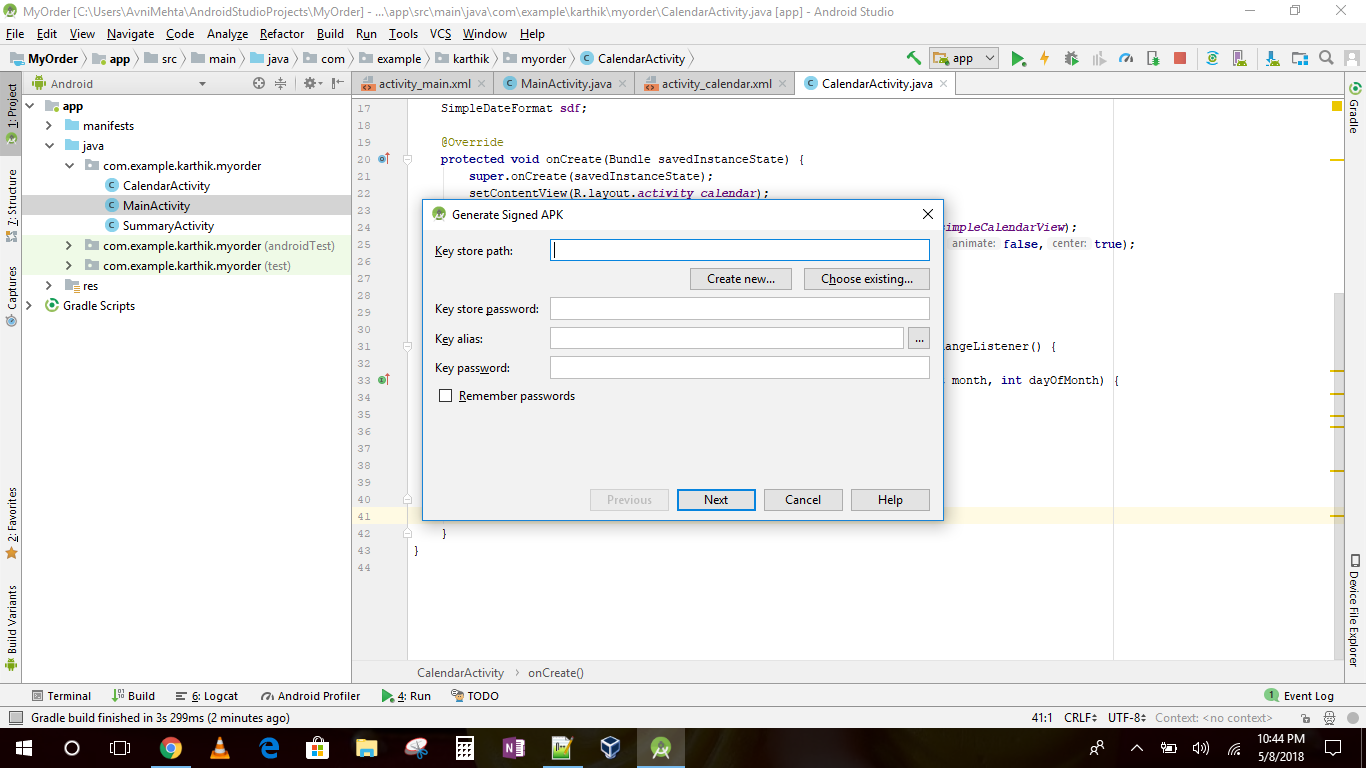 MyOrder [C:\Users\AvniMehta\AndroidStudioProjects\MyOrder] - ...\app\src\main\java\com\example\karthik\myorder\CalendarActivity.java [app] - Android Studio
File Edit View Navigate Code Analyze Refactor Build Run Tools VCS Window Help
MyOrder app src main java com example karthik myorder CalendarActivity app
Android activity_main.xml MainActivity.java activity_calendar.xml CalendarActivity.java
1: Project
7: Structure
Captures
2: Favorites
Build Variants
app
manifests
java
com.example.karthik.myorder
CalendarActivity
MainActivity
SummaryActivity
com.example.karthik.myorder (androidTest)
com.example.karthik.myorder (test)
res
Gradle Scripts
17 SimpleDateFormat sdf;
18
19 @Override
20 protected void onCreate(Bundle savedInstanceState) {
21 super.onCreate(savedInstanceState);
22 setContentView(R.layout.activity_calendar);
23
24 impleCalendarView);
25 animate: false, center: true);
26
27
28
29
30
31 angeListener() {
32
33 month, int dayOfMonth) {
34
35
36
37
38
39
40
41
42 }
43 }
44
Generate Signed APK
Key store path:
Create new... Choose existing...
Key store password:
Key alias: ...
Key password:
Remember passwords
Previous Next Cancel Help
Gradle
Device File Explorer
CalendarActivity onCreate()
Terminal Build 6: Logcat Android Profiler 4: Run TODO 1 Event Log
Gradle build finished in 3s 299ms (2 minutes ago) 41:1 CRLF UTF-8 Context: <no context>
10:44 PM
5/8/2018